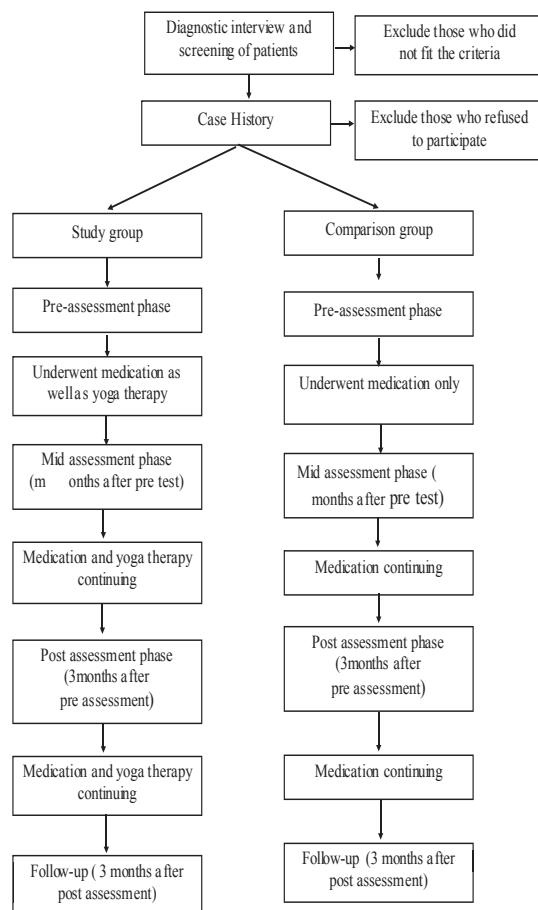 Diagnostic interview and
screening of patients
Exclude those who did
not fit the criteria
Case History
Exclude those who refused
to participate
Study group
Comparison group
Pre-assessment phase
Pre-assessment phase
Underwent medication as
well as yoga therapy
Underwent medication only
Mid assessment phase
(m onths after pre test)
Mid assessment phase (
months after pre test)
Medication and yoga therapy
continuing
Medication continuing
Post assessment phase
(3months after
pre assessment)
Post assessment phase
(3months after
pre assessment)
Medication and yoga therapy
continuing
Medication continuing
Follow-up ( 3 months after
post assessment)
Follow-up (3 months after
post assessment)